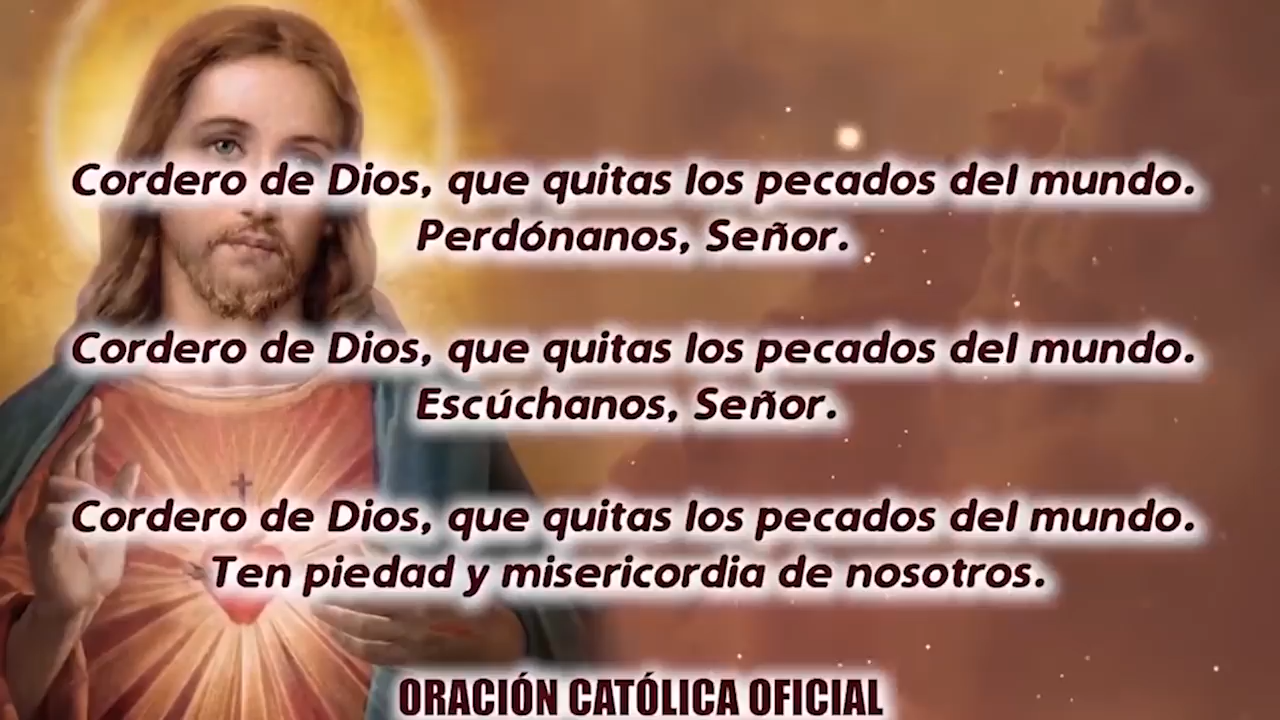 Cordero de Dios, que quitas los pecados del mundo.
Perdónanos, Señor.
Cordero de Dios, que quitas los pecados del mundo.
Escúchanos, Señor.
Cordero de Dios, que quitas los pecados del mundo.
Ten piedad y misericordia de nosotros.
ORACIÓN CATÓLICA OFICIAL